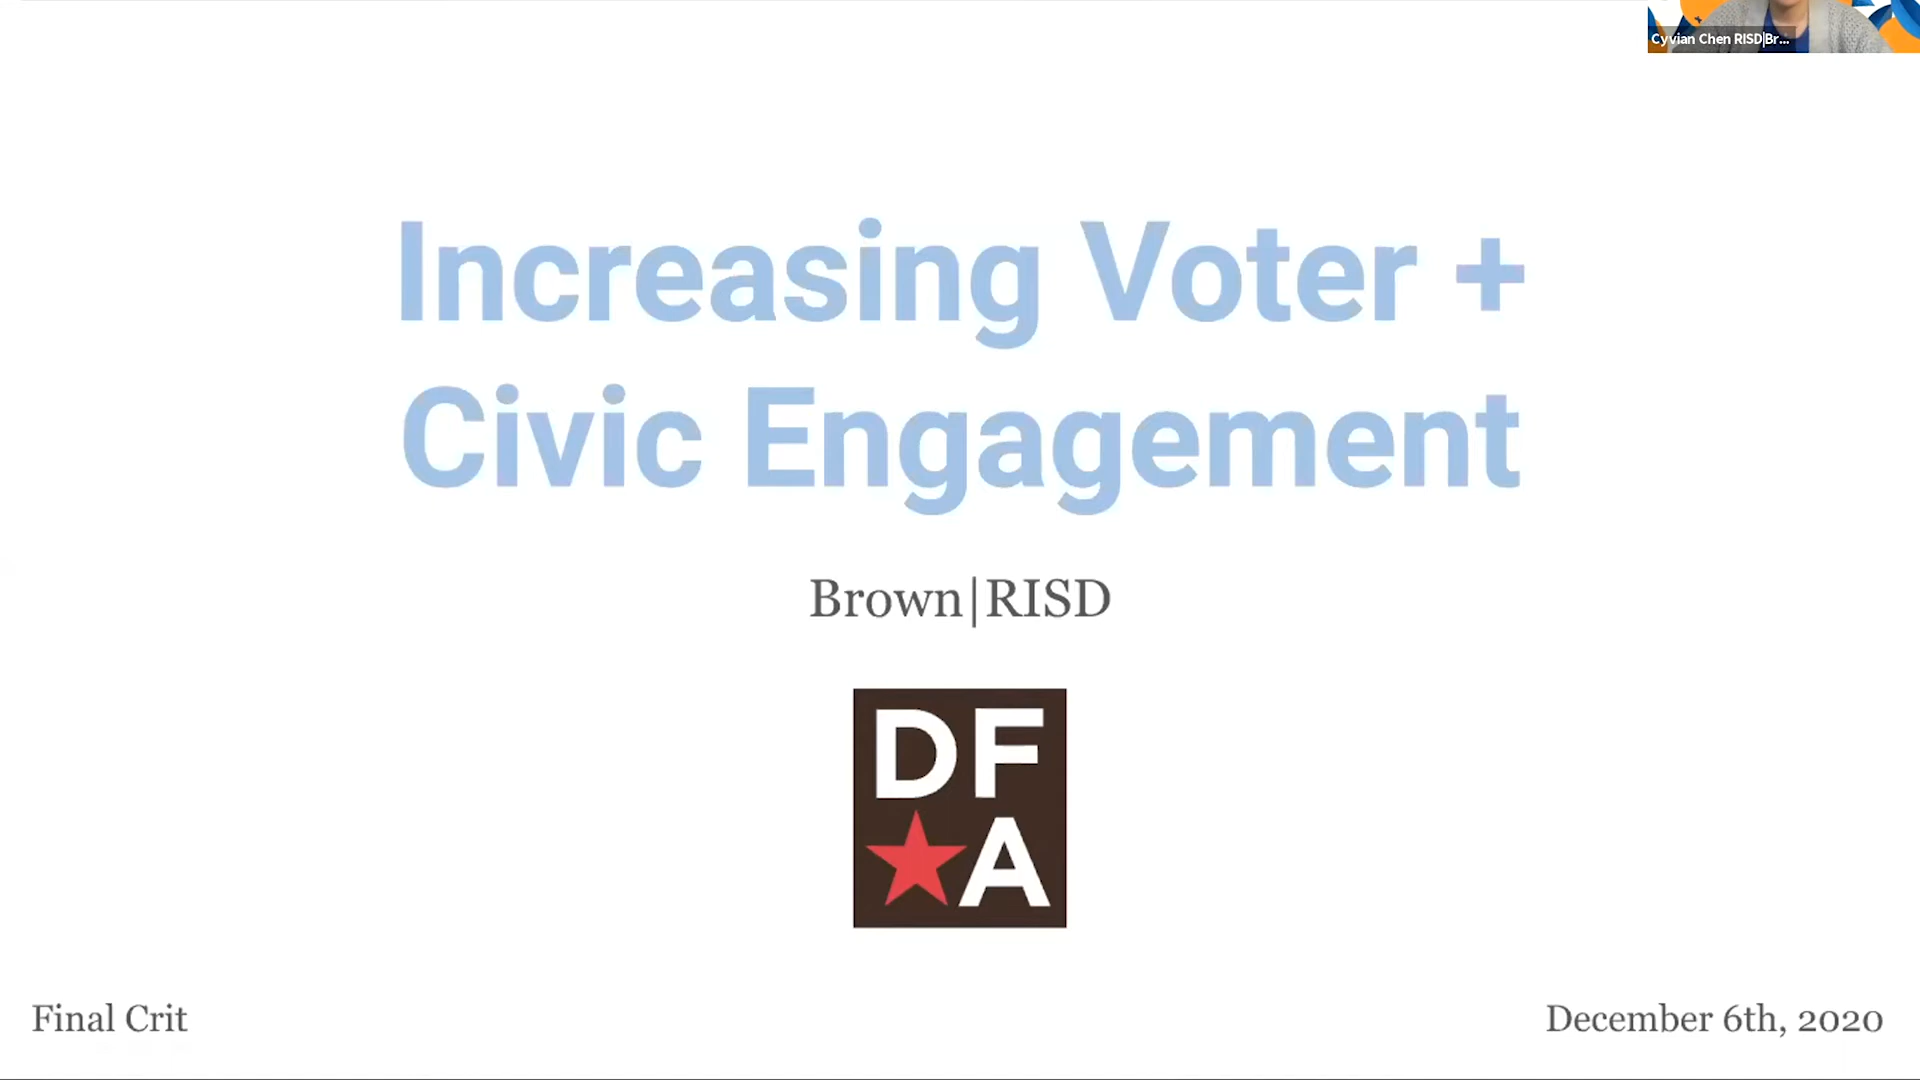 Cyvian Chen RISD|Br...
Increasing Voter +
Civic Engagement
Brown|RISD
DF
A
Final Crit
December 6th, 2020